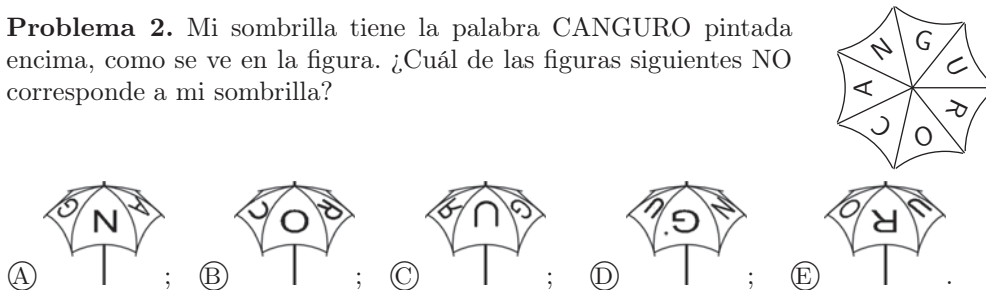 Problema 2. Mi sombrilla tiene la palabra CANGURO pintada
encima, como se ve en la figura. ¿Cuál de las figuras siguientes NO
corresponde a mi sombrilla?
C A N G U R O
G N A
C O R
R U G
U G N
O R U
A ; B ; C ; D ; E .